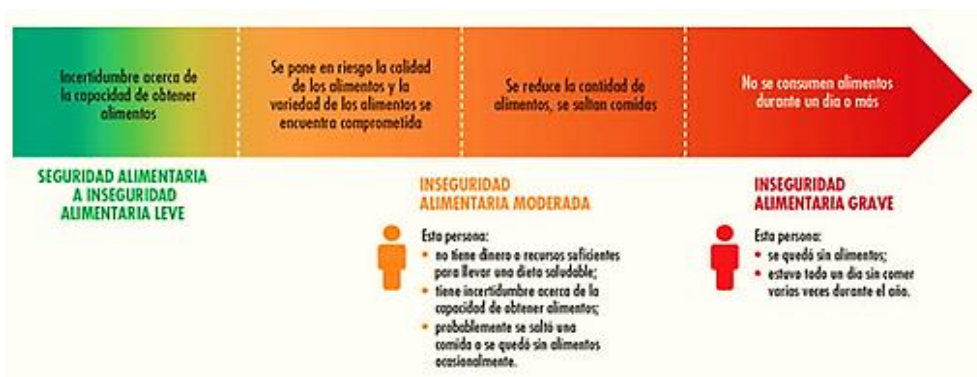 Incertidumbre acerca de
la capacidad de obtener
alimentos
Se pone en riesgo la calidad
de los alimentos y la
variedad de los alimentos se
encuentra comprometida
Se reduce la cantidad de
alimentos, se saltan comidas
No se consumen alimentos
durante un día o más
SEGURIDAD ALIMENTARIA
A INSEGURIDAD
ALIMENTARIA LEVE
INSEGURIDAD
ALIMENTARIA MODERADA
Esta persona:
• no tiene dinero o recursos suficientes
para llevar una dieta saludable;
• tiene incertidumbre acerca de la
capacidad de obtener alimentos;
• probablemente se saltó una
comida o se quedó sin alimentos
ocasionalmente.
INSEGURIDAD
ALIMENTARIA GRAVE
Esta persona:
• se quedó sin alimentos;
• estuvo todo un día sin comer
varias veces durante el año.